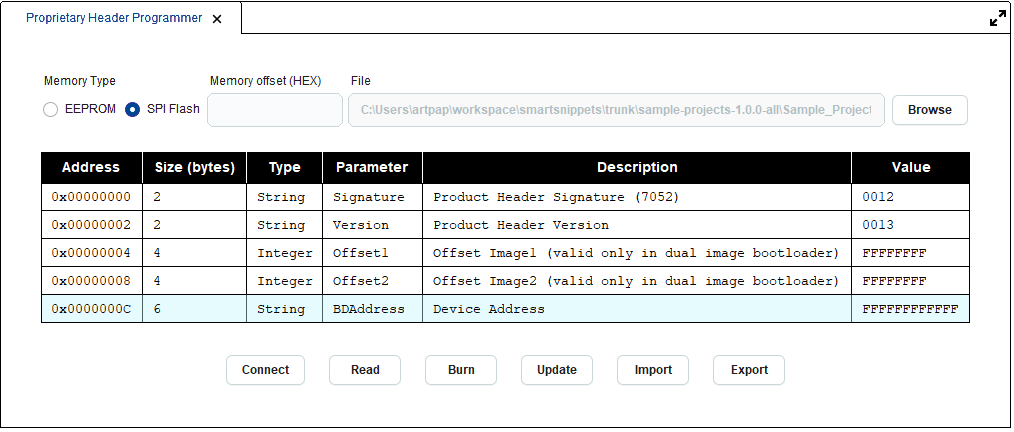 Proprietary Header Programmer
Memory Type Memory offset (HEX) File
EEPROM SPI Flash C:\Users\artpap\workspace\smartsnippets\trunk\sample-projects-1.0.0-all\Sample_Project Browse
Address Size (bytes) Type Parameter Description Value
0x00000000 2 String Signature Product Header Signature (7052) 0012
0x00000002 2 String Version Product Header Version 0013
0x00000004 4 Integer Offset1 Offset Image1 (valid only in dual image bootloader) FFFFFFFF
0x00000008 4 Integer Offset2 Offset Image2 (valid only in dual image bootloader) FFFFFFFF
0x0000000C 6 String BDAddress Device Address FFFFFFFFFFFF
Connect Read Burn Update Import Export